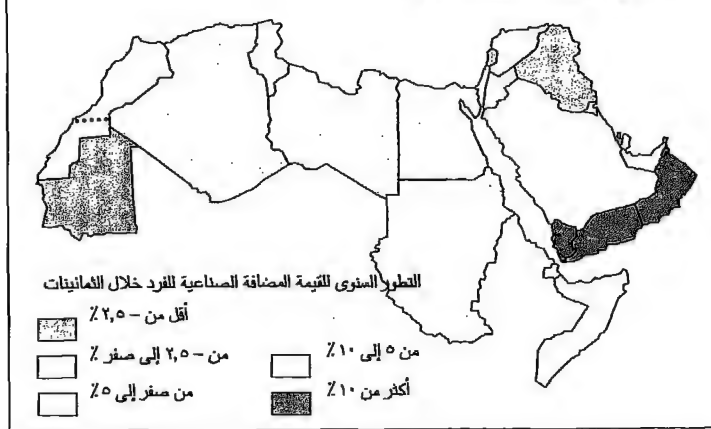 التطور السنوى للقيمة المضافة الصناعية للفرد خلال الثمانينات
أقل من – ٢,٥ ٪
من – ٢,٥ إلى صفر ٪
من صفر إلى ٥ ٪
من ٥ إلى ١٠ ٪
أكثر من ١٠ ٪